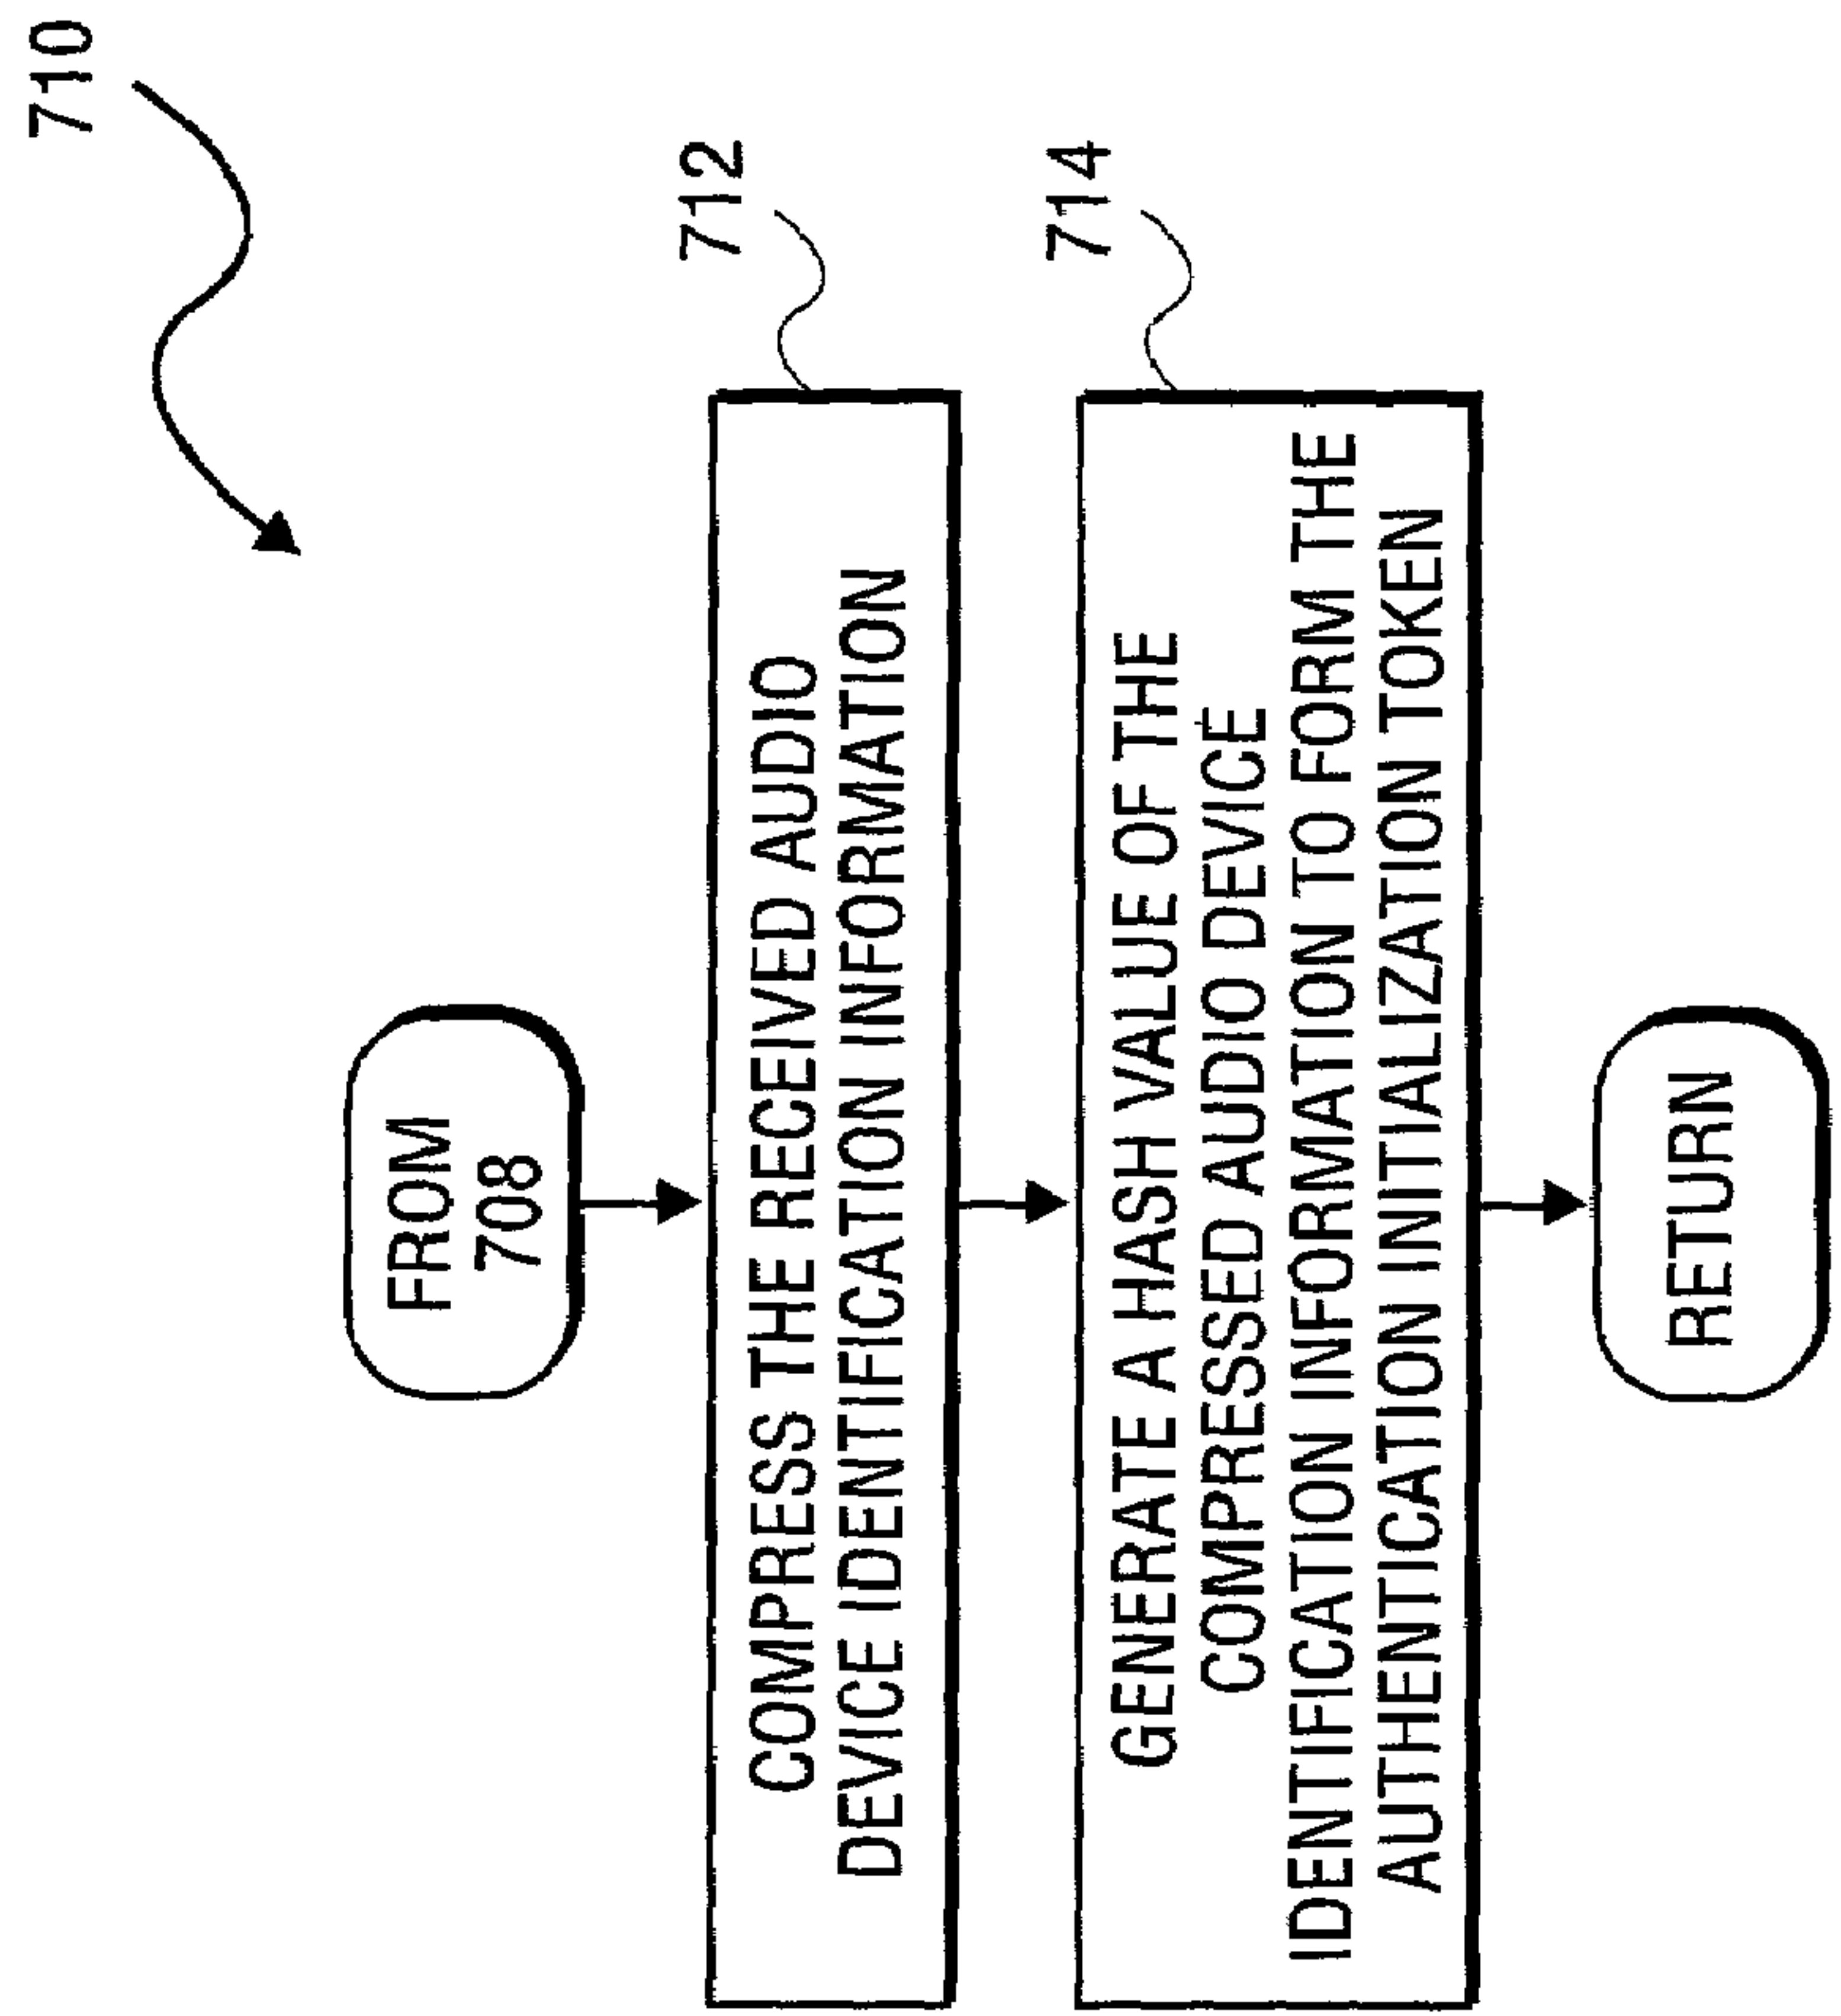 710
FROM
708
712
COMPRESS THE RECEIVED AUDIO
DEVICE IDENTIFICATION INFORMATION
714
GENERATE A HASH VALUE OF THE
COMPRESSED AUDIO DEVICE
IDENTIFICATION INFORMATION TO FORM THE
AUTHENTICATION INITIALIZATION TOKEN
RETURN